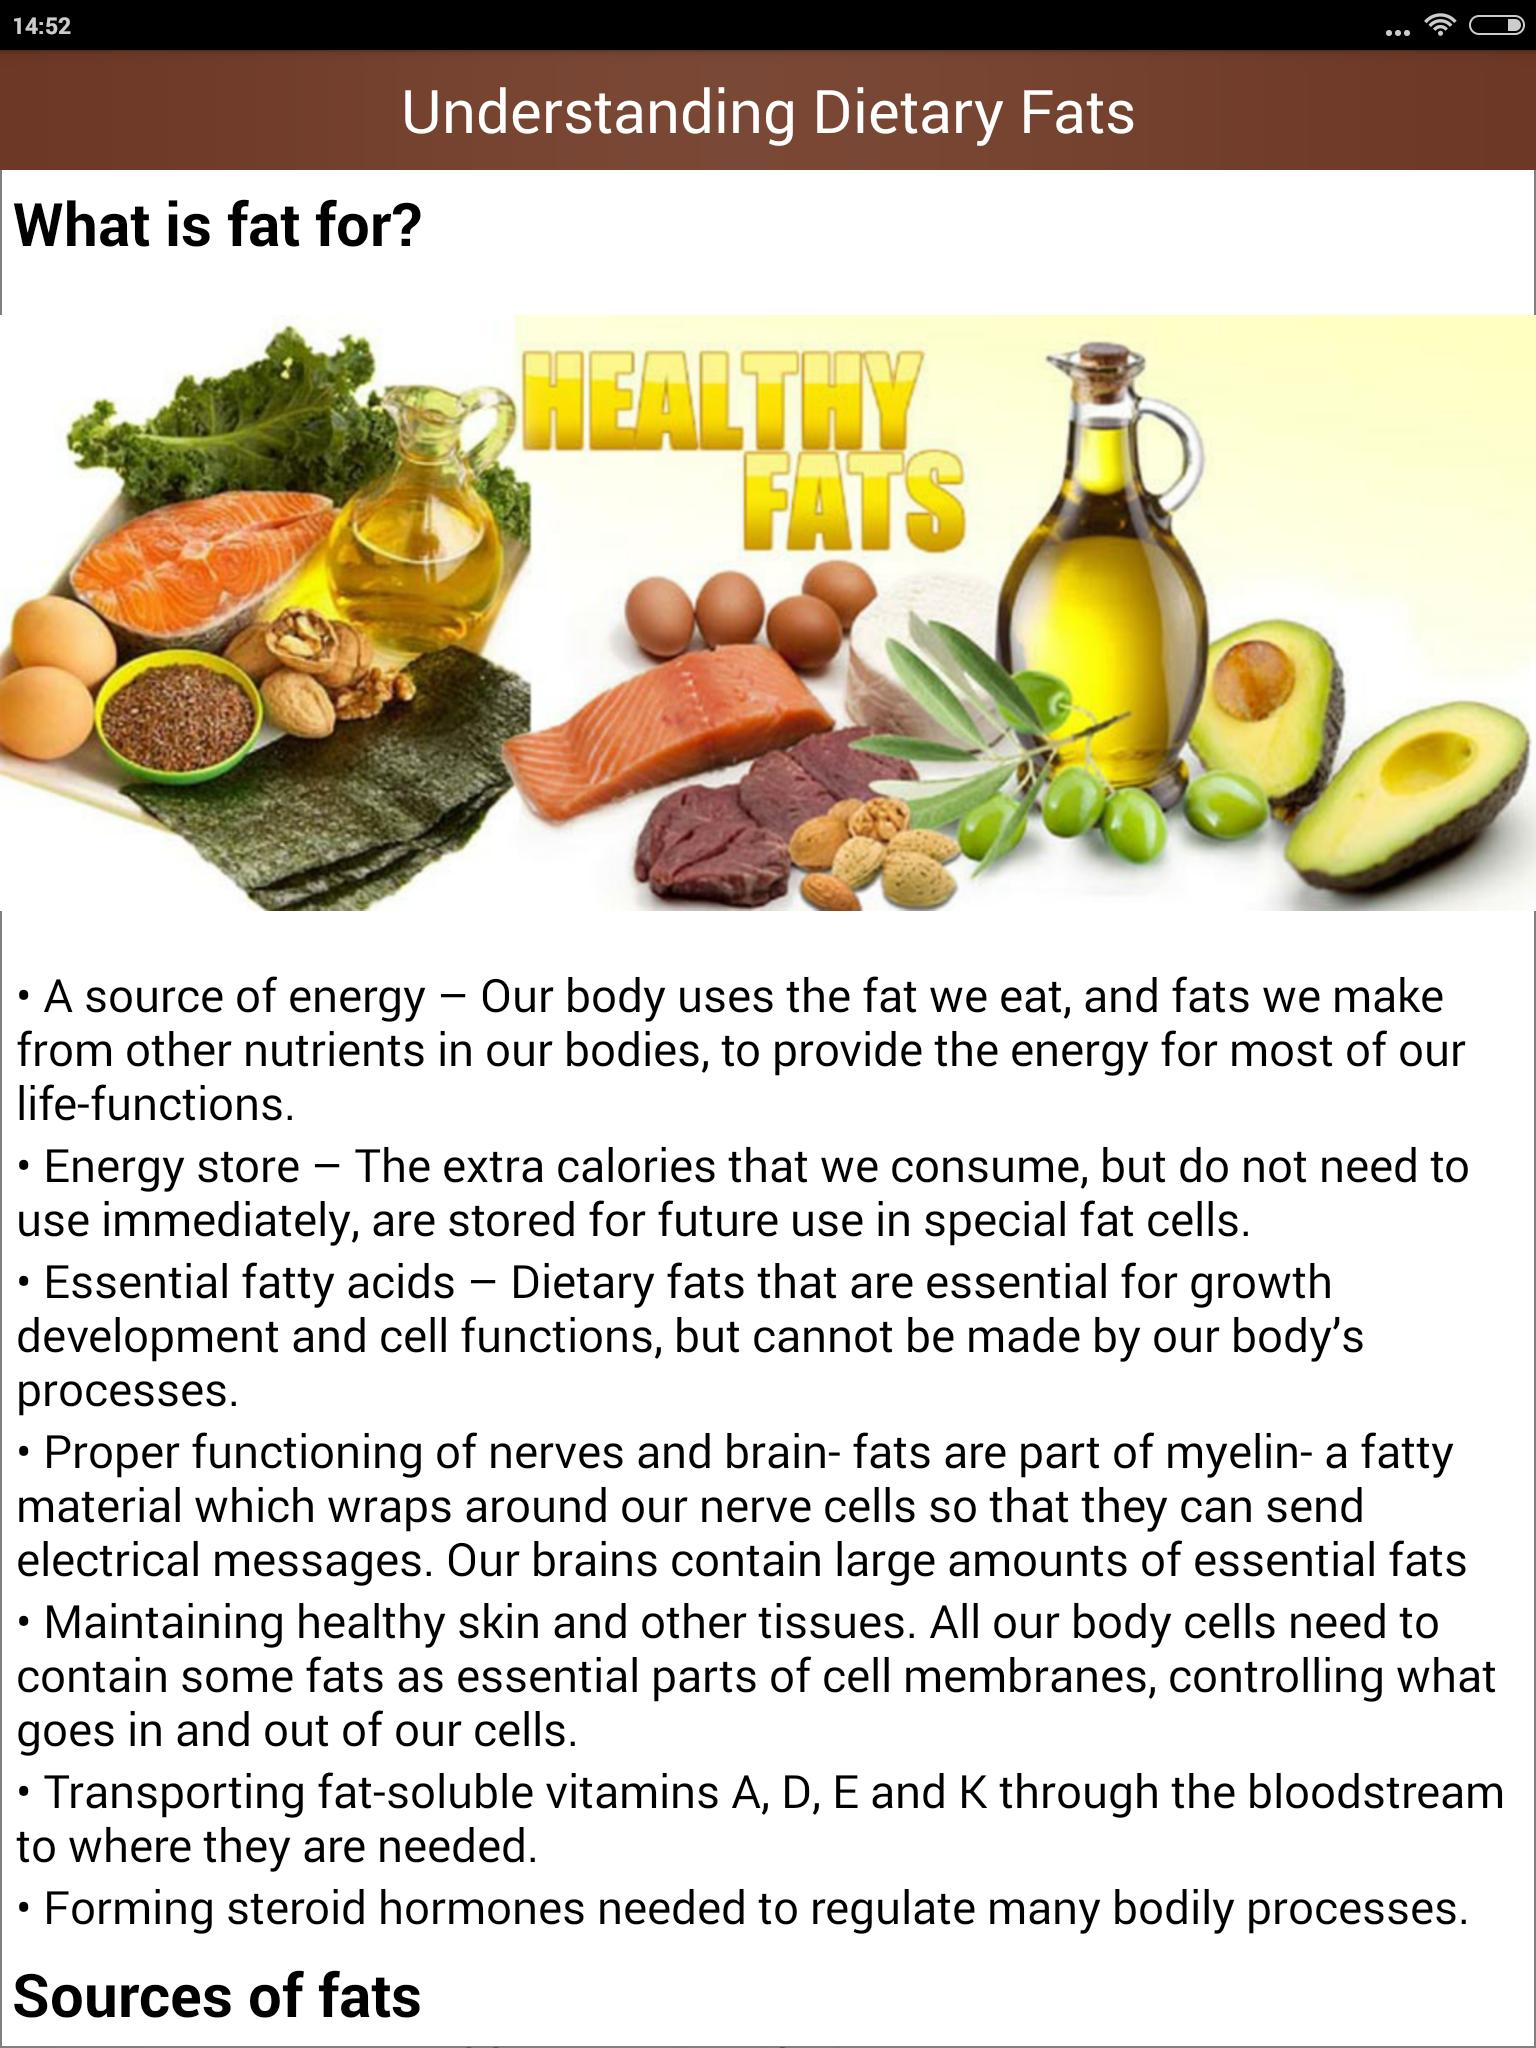 14:52
Understanding Dietary Fats
What is fat for?
HEALTHY
FATS
• A source of energy – Our body uses the fat we eat, and fats we make
from other nutrients in our bodies, to provide the energy for most of our
life-functions.
• Energy store – The extra calories that we consume, but do not need to
use immediately, are stored for future use in special fat cells.
• Essential fatty acids – Dietary fats that are essential for growth
development and cell functions, but cannot be made by our body’s
processes.
• Proper functioning of nerves and brain- fats are part of myelin- a fatty
material which wraps around our nerve cells so that they can send
electrical messages. Our brains contain large amounts of essential fats
• Maintaining healthy skin and other tissues. All our body cells need to
contain some fats as essential parts of cell membranes, controlling what
goes in and out of our cells.
• Transporting fat-soluble vitamins A, D, E and K through the bloodstream
to where they are needed.
• Forming steroid hormones needed to regulate many bodily processes.
Sources of fats